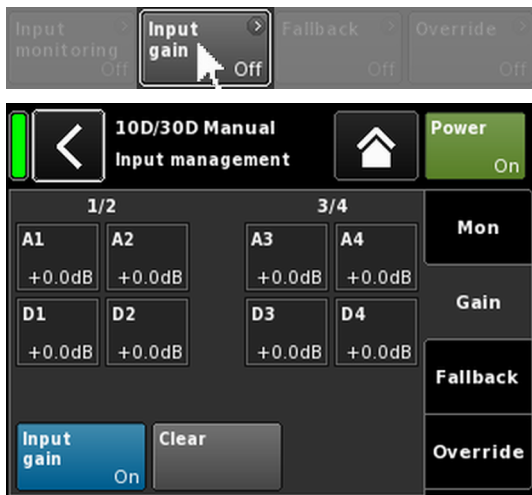 Input monitoring Off
Input gain Off
Fallback Off
Override Off
10D/30D Manual
Input management
Power
On
1/2
3/4
A1 A2 A3 A4
+0.0dB +0.0dB +0.0dB +0.0dB
D1 D2 D3 D4
+0.0dB +0.0dB +0.0dB +0.0dB
Mon
Gain
Fallback
Override
Input
gain
On
Clear